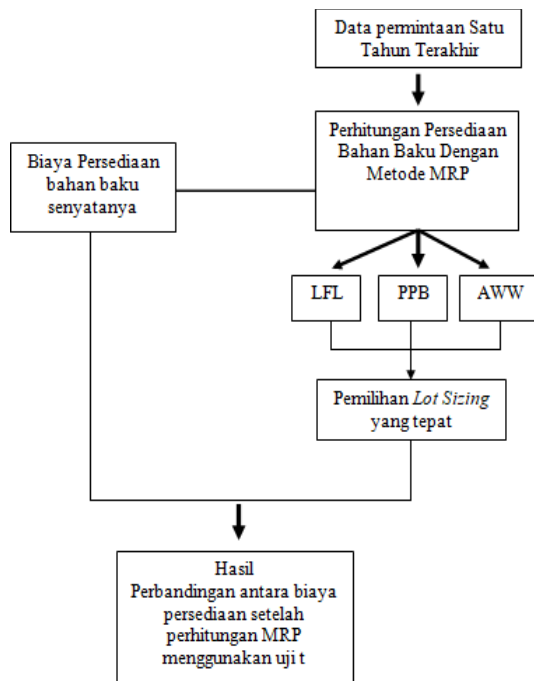 Data permintaan Satu
Tahun Terakhir
Perhitungan Persediaan
Bahan Baku Dengan
Metode MRP
Biaya Persediaan
bahan baku
senyatanya
LFL
PPB
AWW
Pemilihan Lot Sizing
yang tepat
Hasil
Perbandingan antara biaya
persediaan setelah
perhitungan MRP
menggunakan uji t